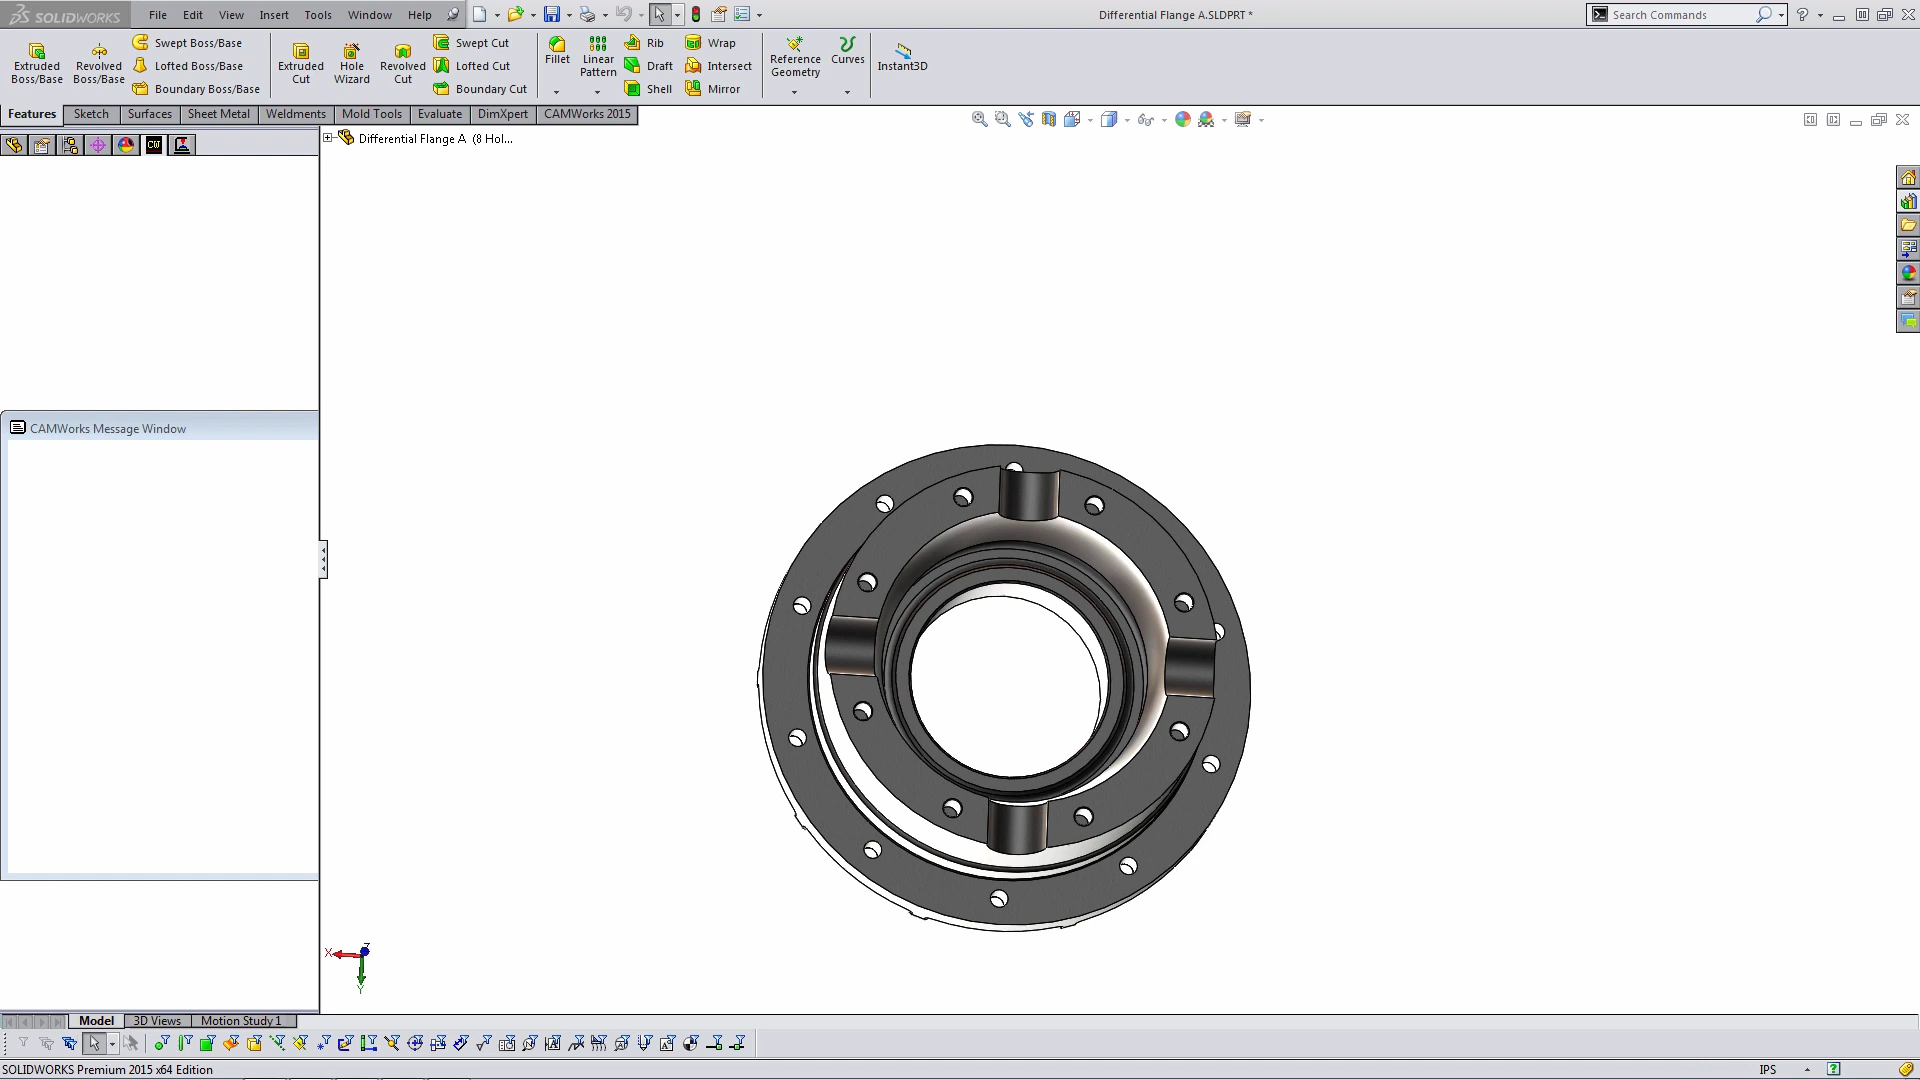 SOLIDWORKS File Edit View Insert Tools Window Help Differential Flange A.SLDPRT * Search Commands ?
Extruded Boss/Base
Revolved Boss/Base
Swept Boss/Base
Lofted Boss/Base
Boundary Boss/Base
Extruded Cut
Hole Wizard
Revolved Cut
Swept Cut
Lofted Cut
Boundary Cut
Fillet
Linear Pattern
Rib
Draft
Shell
Wrap
Intersect
Mirror
Reference Geometry
Curves
Instant3D
Features Sketch Surfaces Sheet Metal Weldments Mold Tools Evaluate DimXpert CAMWorks 2015
CW
Differential Flange A (8 Hol...
CAMWorks Message Window
X
Y
Z
Model 3D Views Motion Study 1
SOLIDWORKS Premium 2015 x64 Edition IPS ?